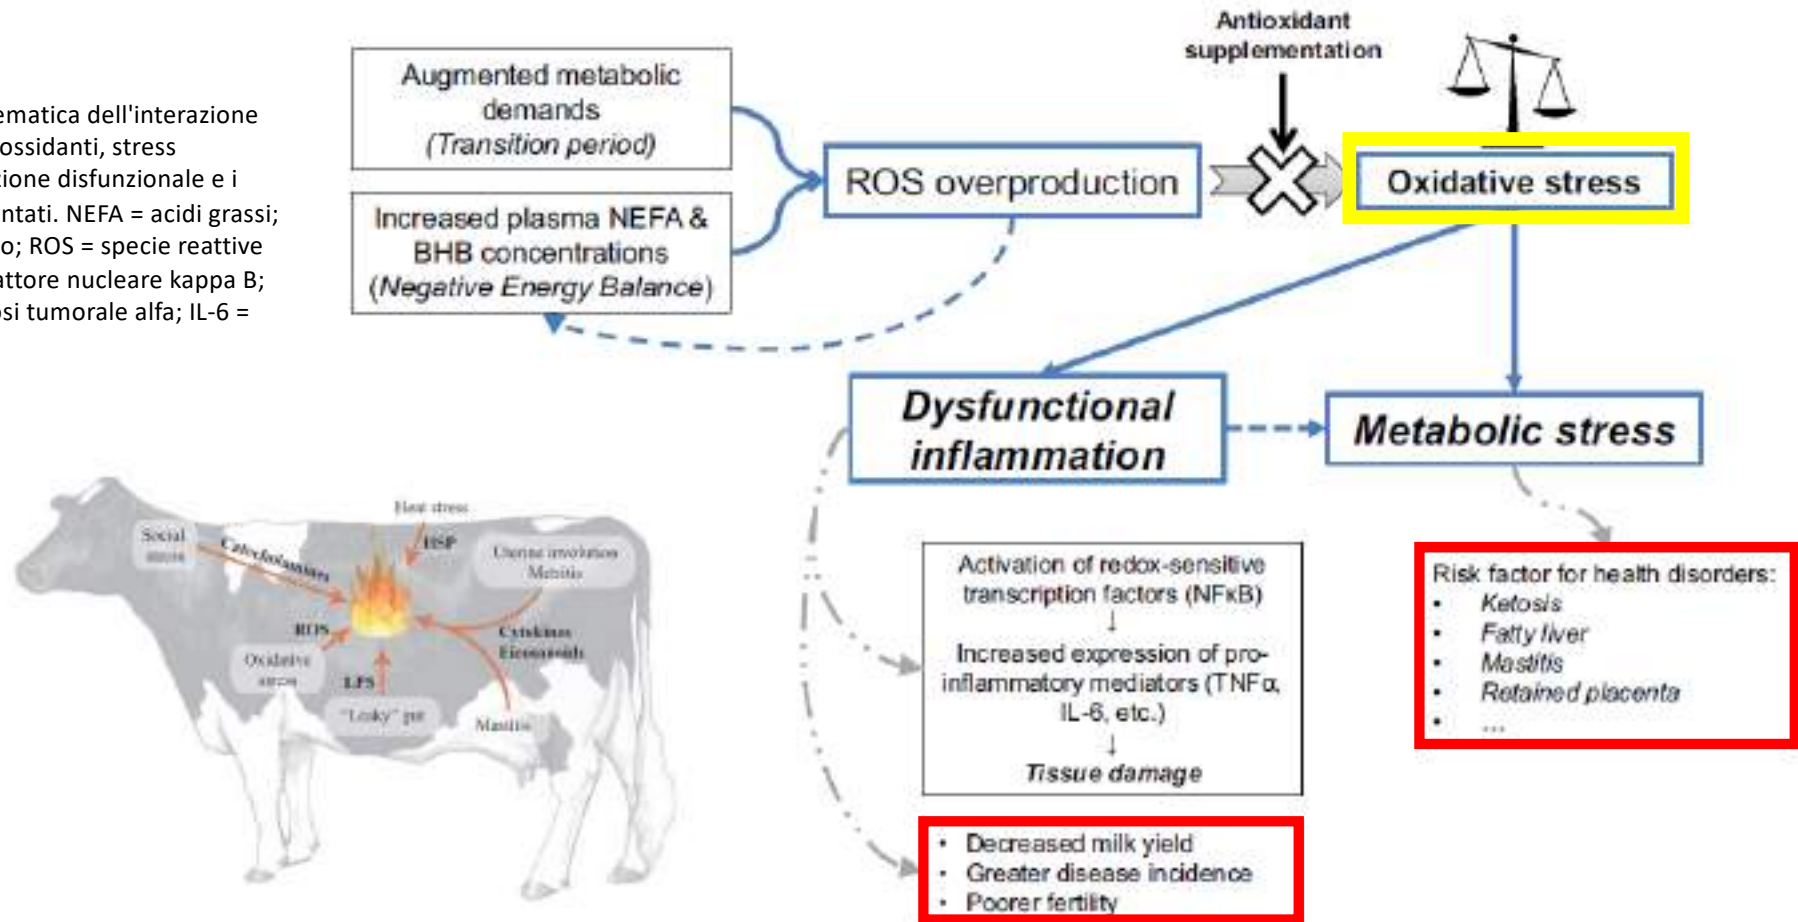 ematica dell'interazione
ossidanti, stress
zione disfunzionale e i
ntati. NEFA = acidi grassi;
o; ROS = specie reattive
attore nucleare kappa B;
osi tumorale alfa; IL-6 =
Augmented metabolic
demands
(Transition period)
Increased plasma NEFA &
BHB concentrations
(Negative Energy Balance)
ROS overproduction
Antioxidant
supplementation
Oxidative stress
Dysfunctional
inflammation
Metabolic stress
Activation of redox-sensitive
transcription factors (NFκB)
↓
Increased expression of pro-
inflammatory mediators (TNFα,
IL-6, etc.)
↓
Tissue damage
• Decreased milk yield
• Greater disease incidence
• Poorer fertility
Risk factor for health disorders:
• Ketosis
• Fatty liver
• Mastitis
• Retained placenta
• ...
Heat stress
HSP
Social
stress
Catecholamines
Uterine involution
Metritis
ROS
Oxidative
stress
Cytokines
Eicosanoids
LPS
"Leaky" gut
Mastitis